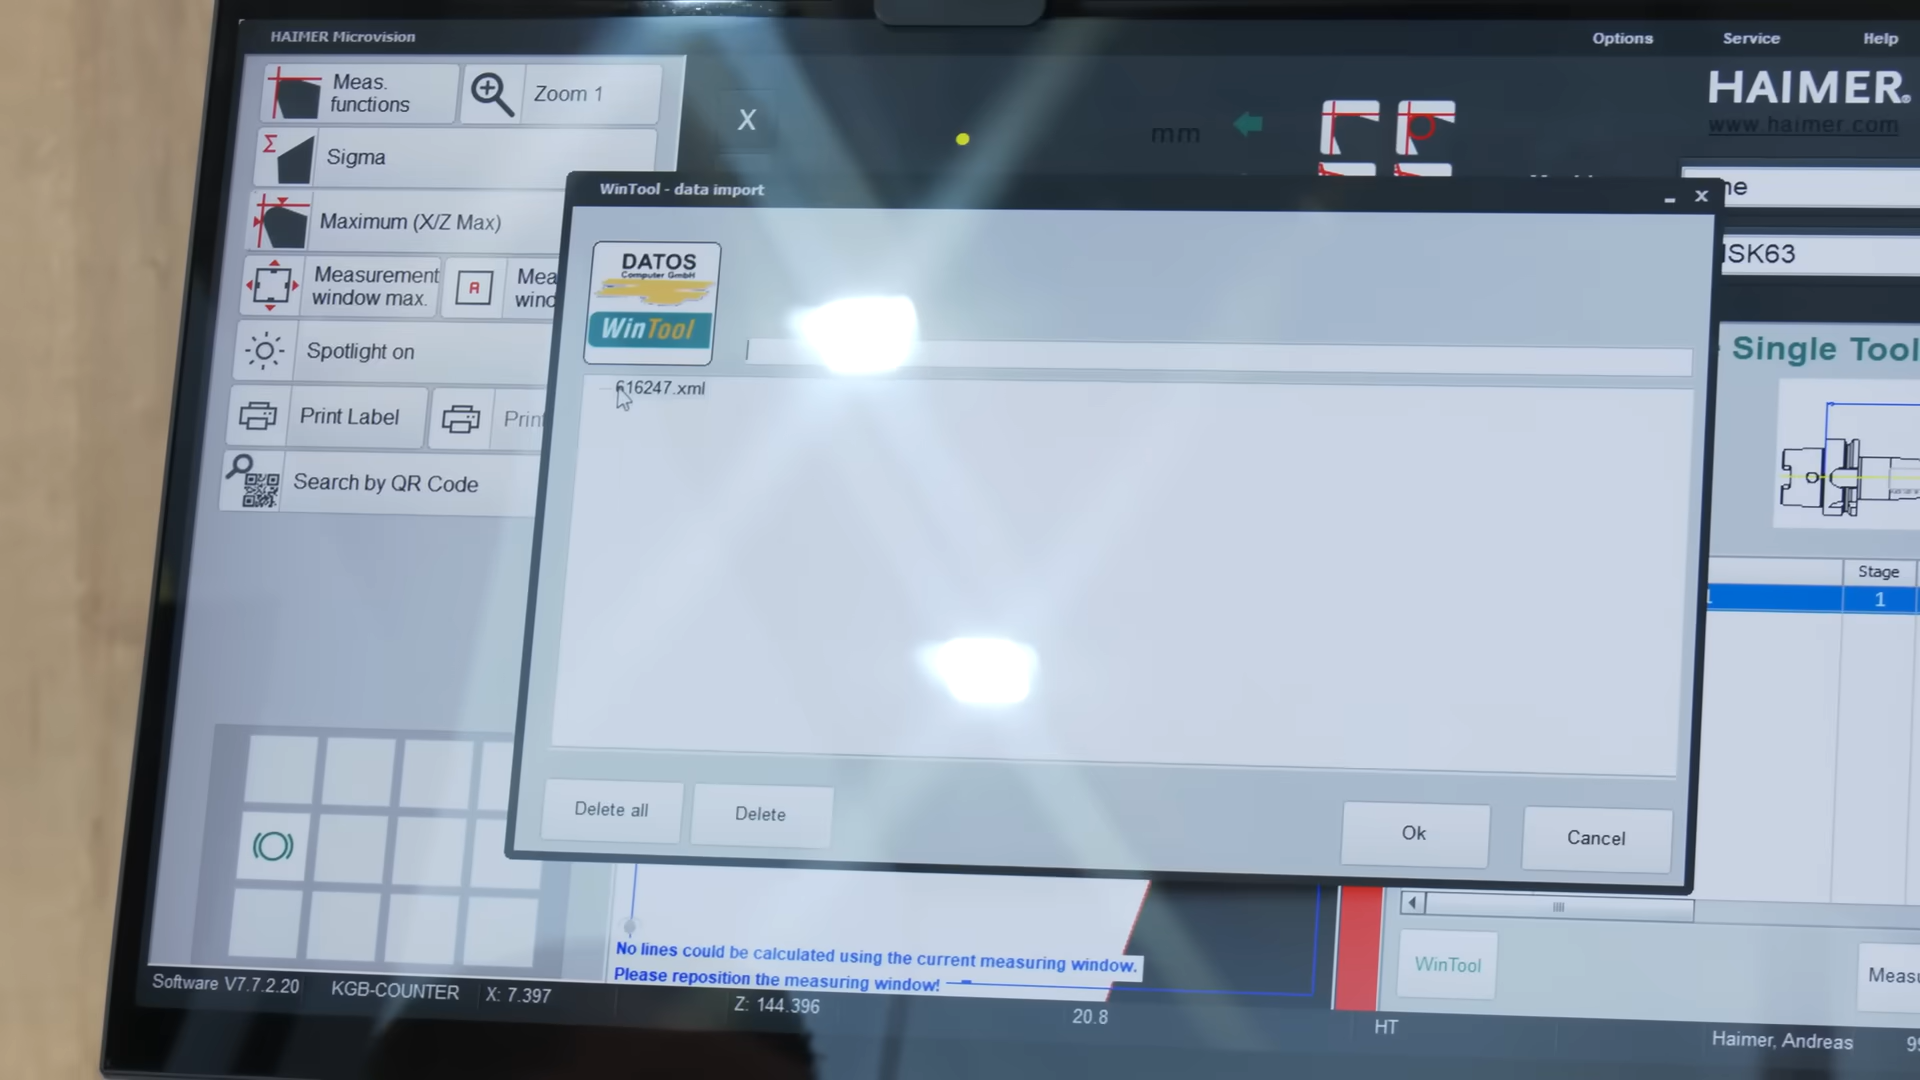 HAIMER Microvision
Options Service Help
Meas.
functions
Zoom 1
X
mm
HAIMER®
www.haimer.com
Sigma
Maximum (X/Z Max)
WinTool - data import
x
Measurement
window max.
A
DATOS
Computer GmbH
WinTool
SK63
Spotlight on
Single Tool
616247.xml
Print Label
Search by QR Code
Stage
1
Delete all
Delete
Ok
Cancel
No lines could be calculated using the current measuring window.
Please reposition the measuring window!
WinTool
Software V7.7.2.20
KGB-COUNTER
X: 7.397
Z: 144.396
20.8
HT
Haimer, Andreas